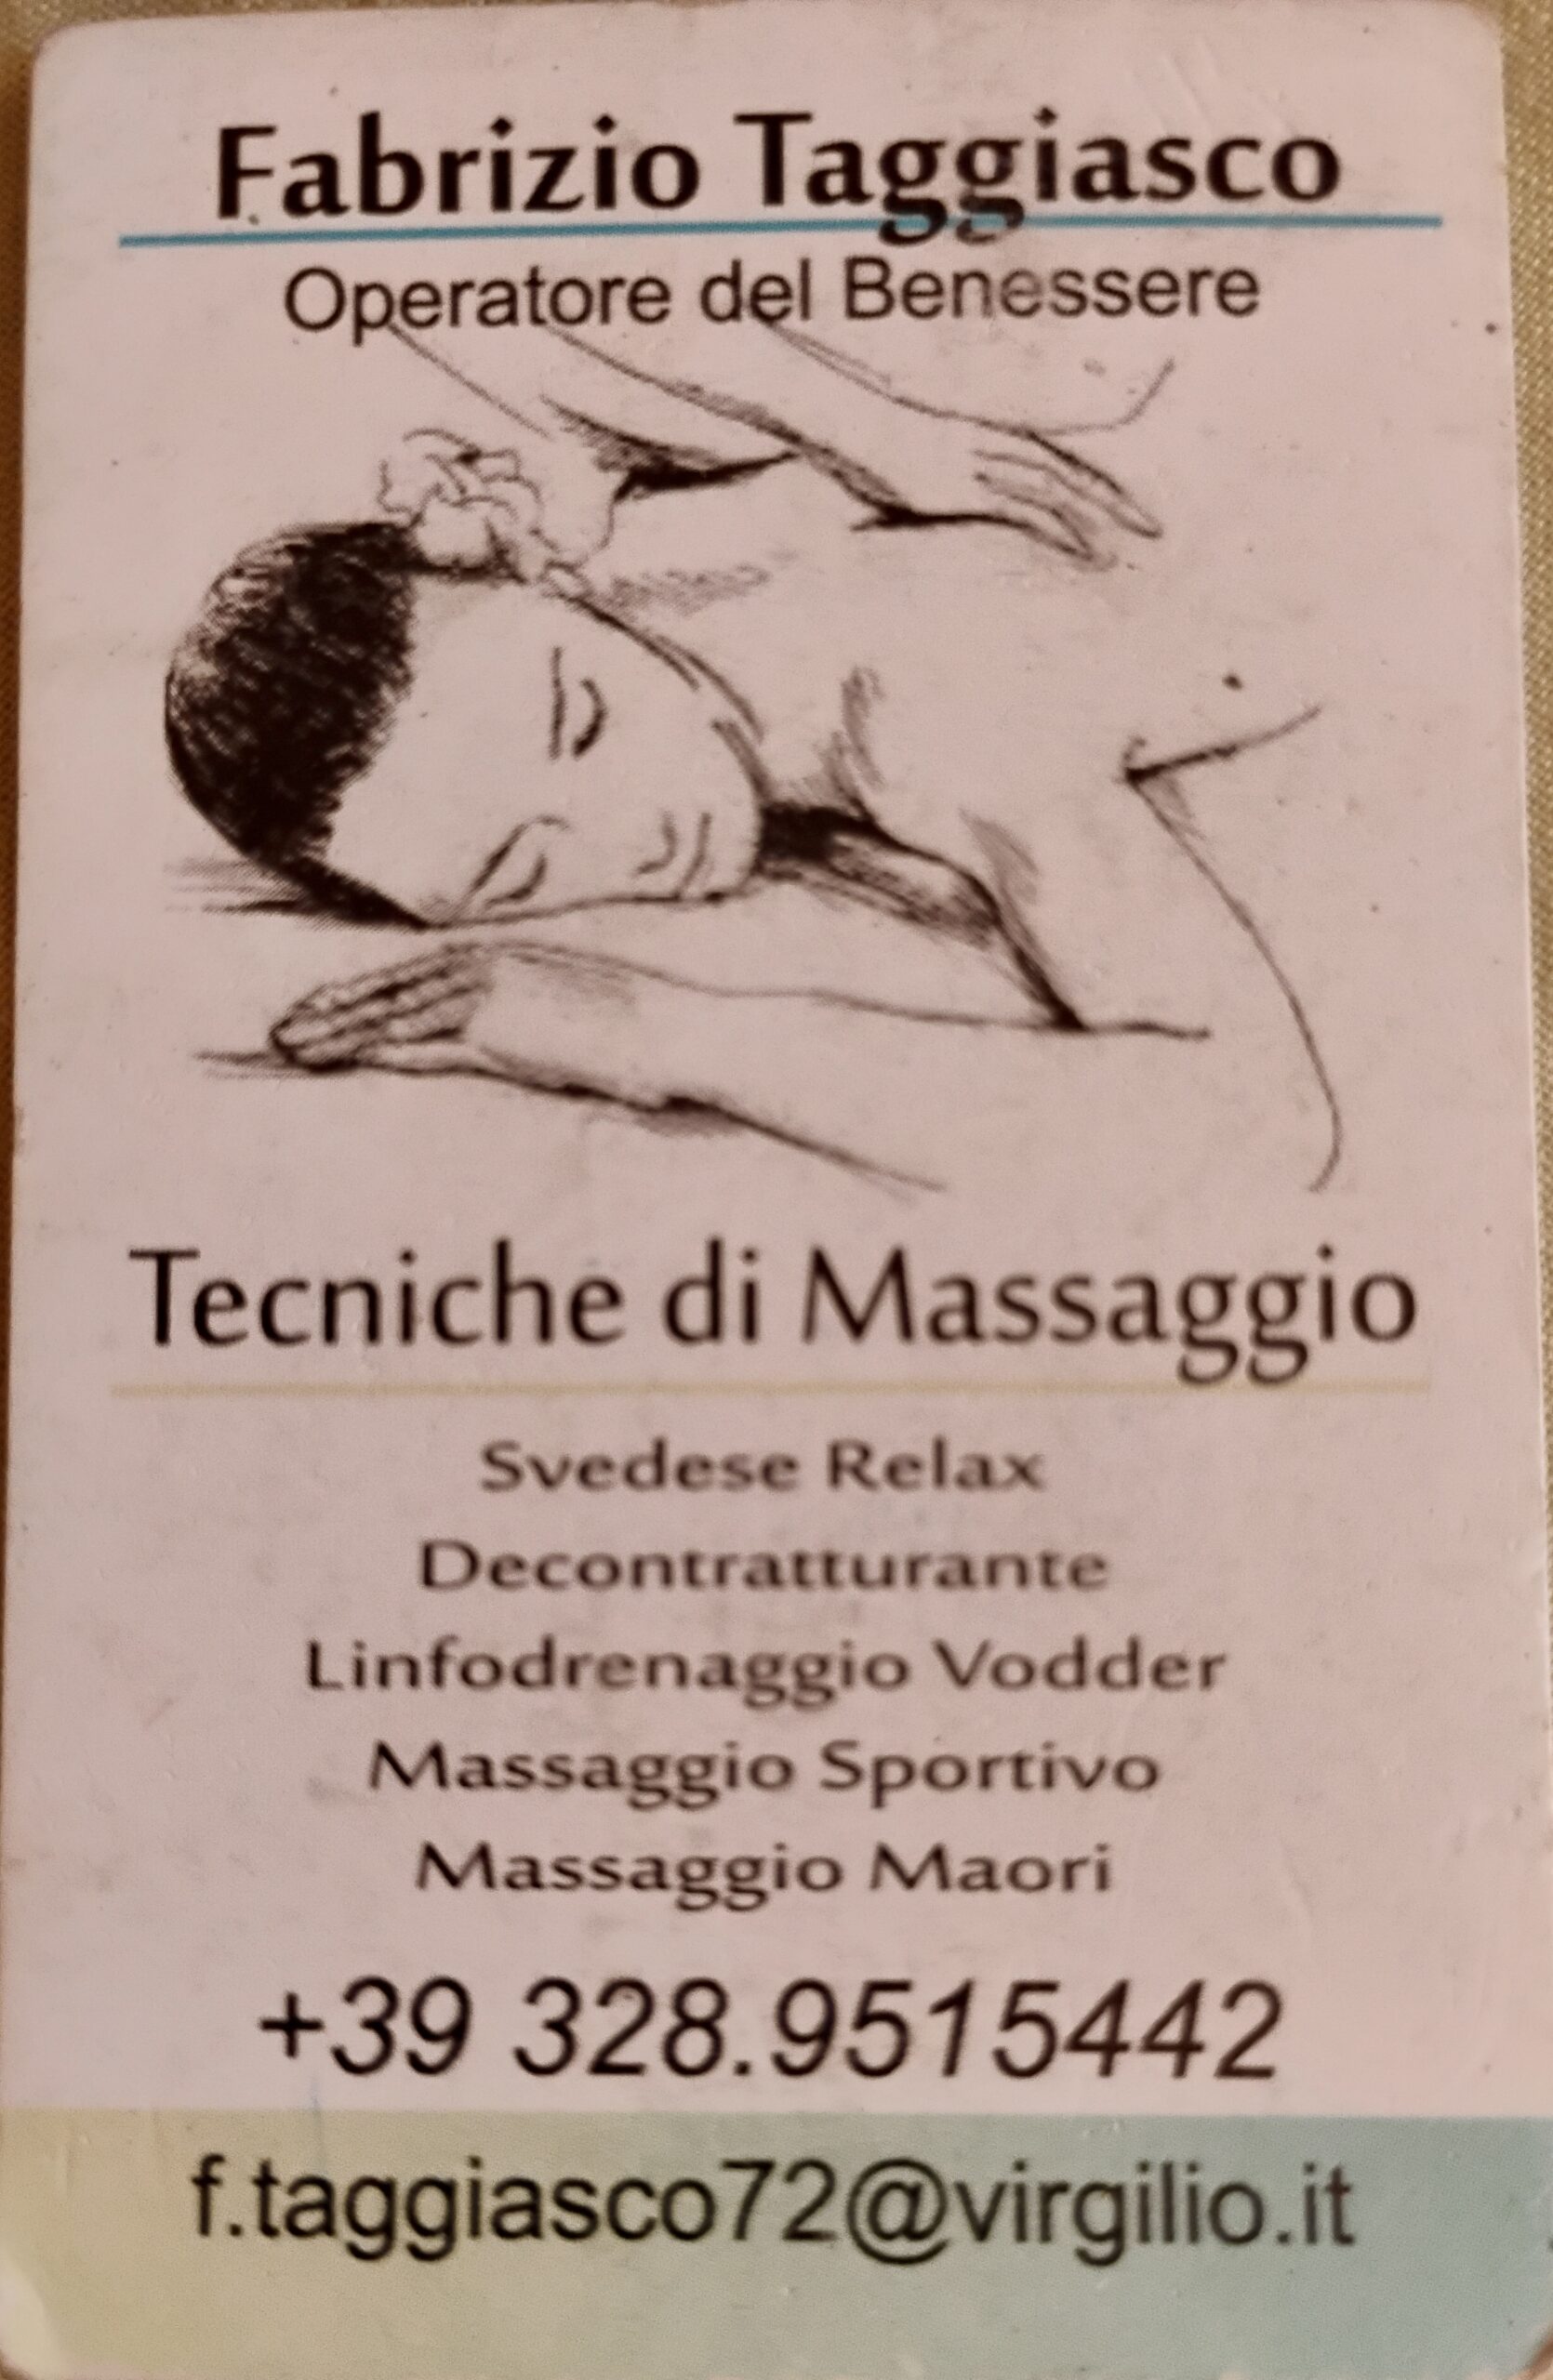 Fabrizio Taggiasco
Operatore del Benessere
Tecniche di Massaggio
Svedese Relax
Decontratturante
Linfodrenaggio Vodder
Massaggio Sportivo
Massaggio Maori
+39 328.9515442
f.taggiasco72@virgilio.it